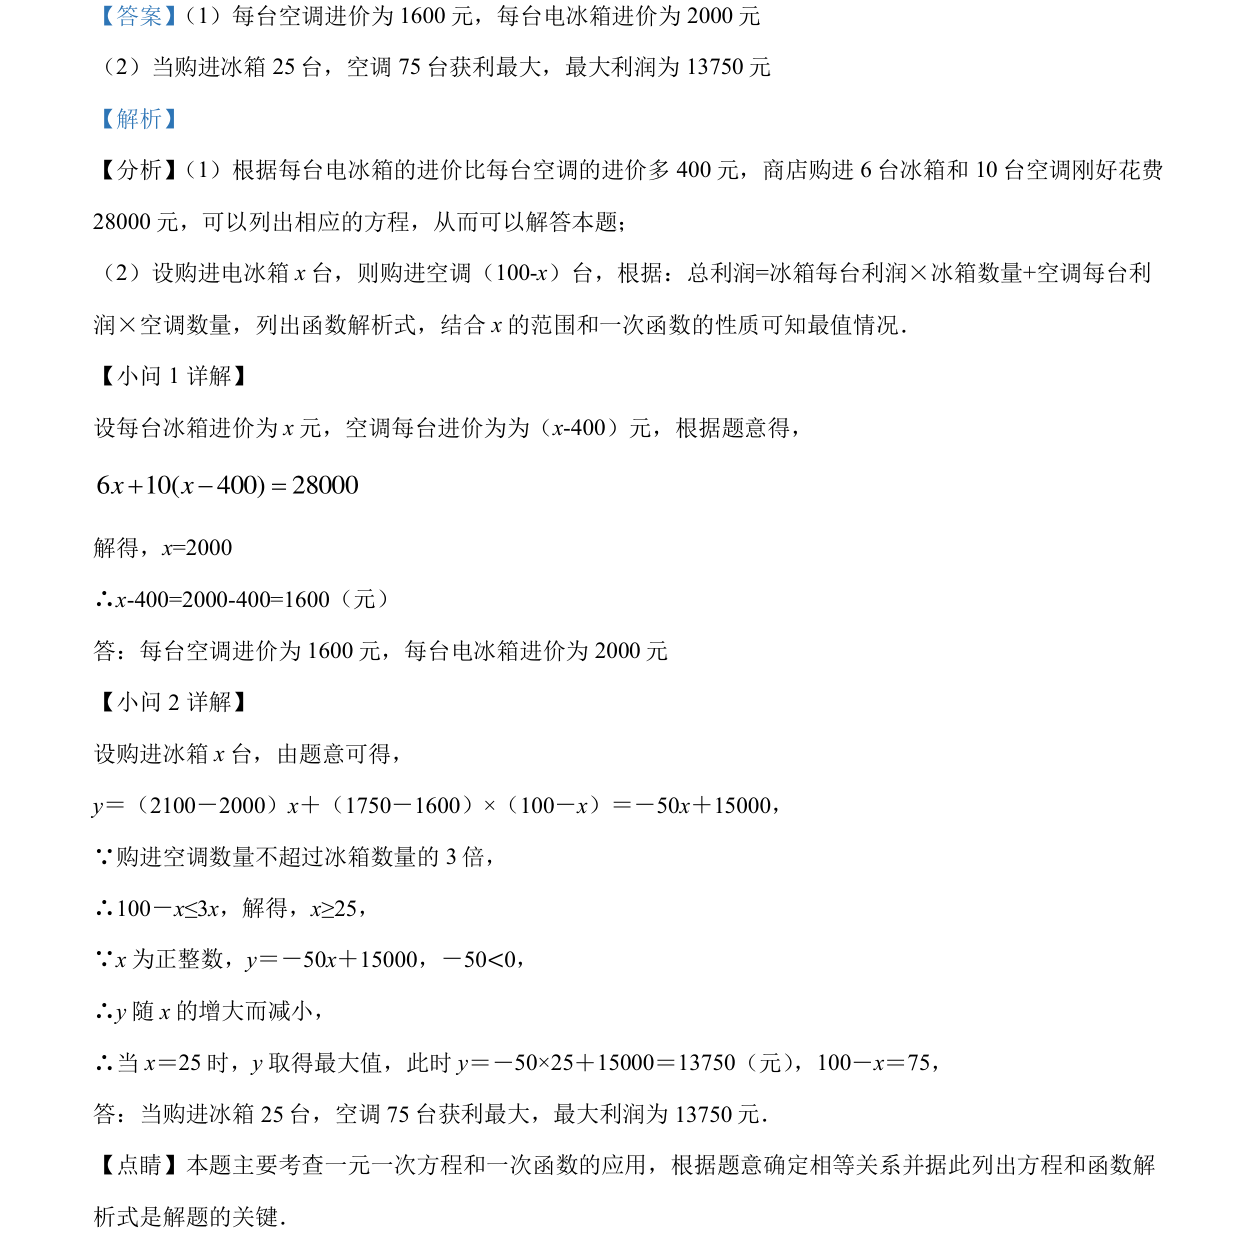 【答案】（1）每台空调进价为 1600 元，每台电冰箱进价为 2000 元
（2）当购进冰箱 25 台，空调 75 台获利最大，最大利润为 13750 元
【解析】
【分析】（1）根据每台电冰箱的进价比每台空调的进价多 400 元，商店购进 6 台冰箱和 10 台空调刚好花费
28000 元，可以列出相应的方程，从而可以解答本题；
（2）设购进电冰箱 x 台，则购进空调（100-x）台，根据：总利润=冰箱每台利润×冰箱数量+空调每台利
润×空调数量，列出函数解析式，结合 x 的范围和一次函数的性质可知最值情况．
【小问 1 详解】
设每台冰箱进价为 x 元，空调每台进价为为（x-400）元，根据题意得，
6x+10(x−400)=28000
解得，x=2000
∴x-400=2000-400=1600（元）
答：每台空调进价为 1600 元，每台电冰箱进价为 2000 元
【小问 2 详解】
设购进冰箱 x 台，由题意可得，
y＝（2100－2000）x＋（1750－1600）×（100－x）＝－50x＋15000，
∵购进空调数量不超过冰箱数量的 3 倍，
∴100－x≤3x，解得，x≥25，
∵x 为正整数，y＝－50x＋15000，－50<0，
∴y 随 x 的增大而减小，
∴当 x＝25 时，y 取得最大值，此时 y＝－50×25＋15000＝13750（元），100－x＝75，
答：当购进冰箱 25 台，空调 75 台获利最大，最大利润为 13750 元．
【点睛】本题主要考查一元一次方程和一次函数的应用，根据题意确定相等关系并据此列出方程和函数解
析式是解题的关键．